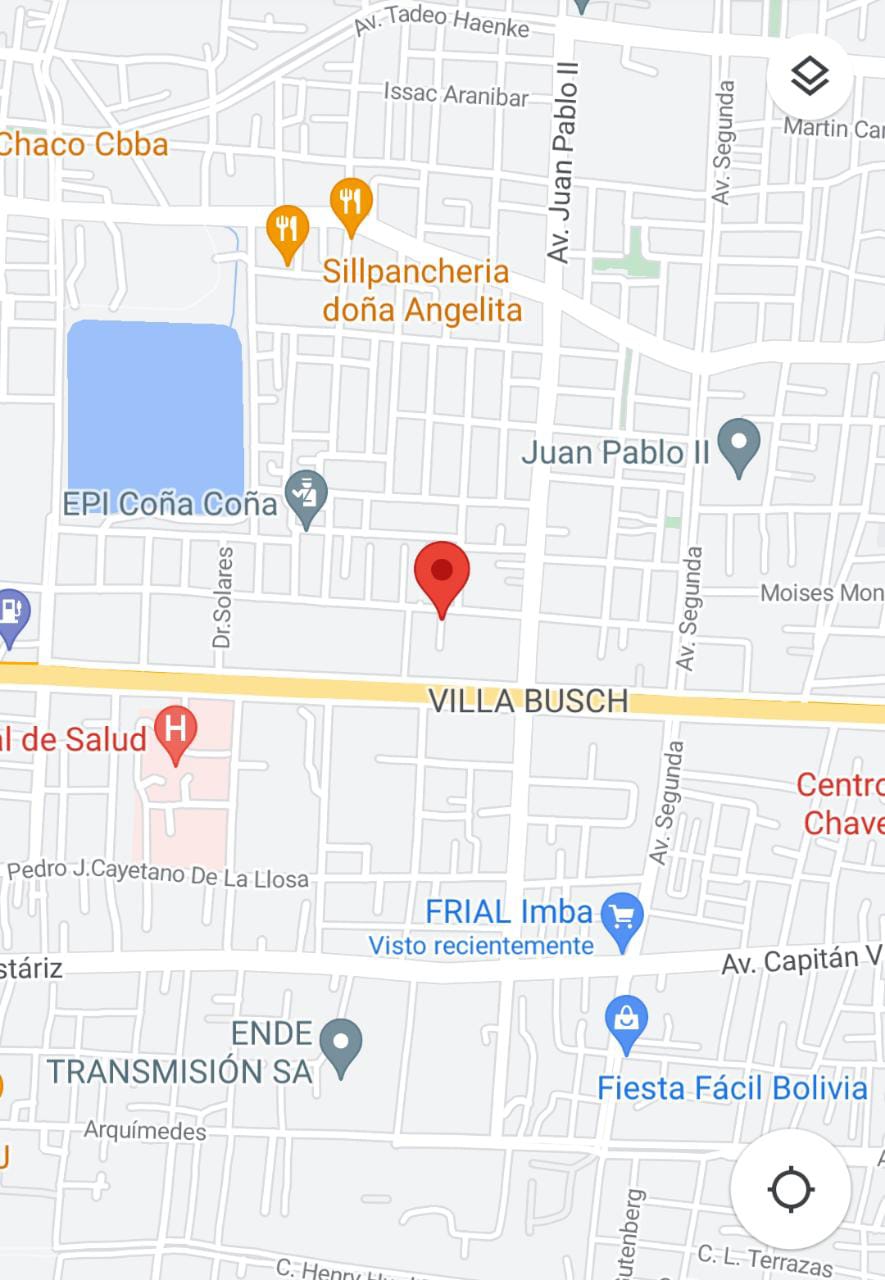 Av. Tadeo Haenke
Issac Aranibar
Av. Juan Pablo II
Av. Segunda
Martin Car
Chaco Cbba
Sillpancheria
doña Angelita
Juan Pablo II
EPI Coña Coña
Dr.Solares
Av. Segunda
Moises Mon
VILLA BUSCH
H
al de Salud
Av. Segunda
Centro
Chave
Pedro J.Cayetano De La Llosa
FRIAL Imba
Visto recientemente
stáriz
Av. Capitán V
ENDE
TRANSMISIÓN SA
Fiesta Fácil Bolivia
Arquímedes
utenberg
C. L. Terrazas